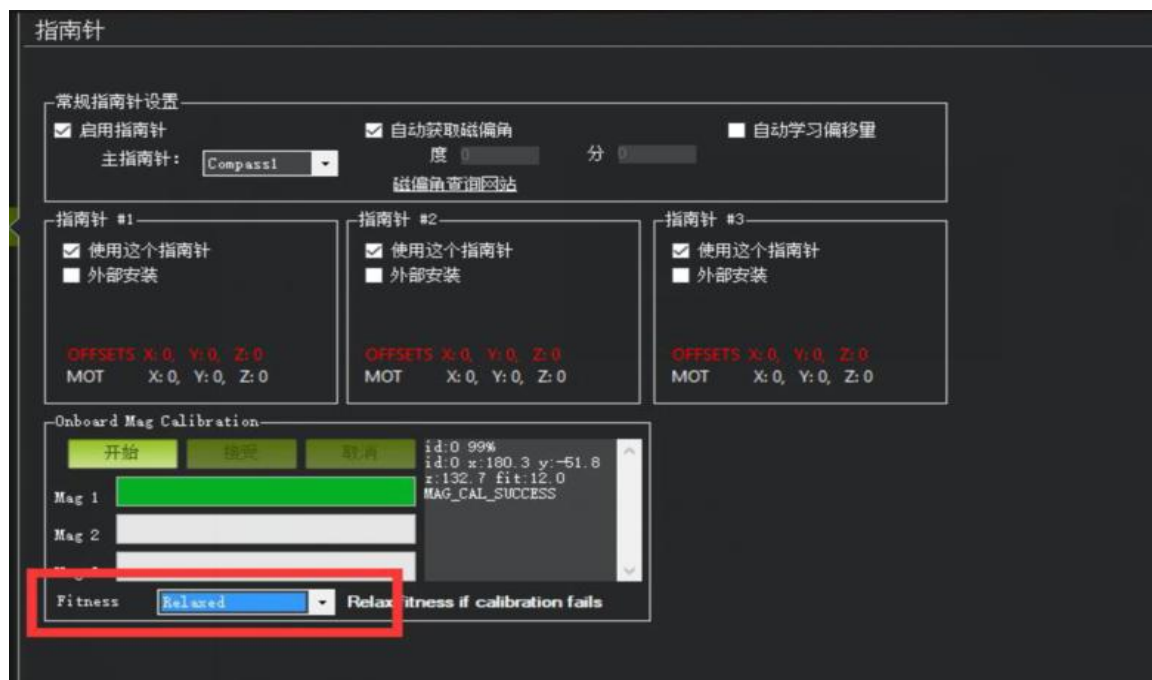 指南针
常规指南针设置
启用指南针
自动获取磁偏角
自动学习偏移量
主指南针：
Compass1
度 0
分 0
磁偏角查询网站
指南针 #1
使用这个指南针
外部安装
OFFSETS X: 0, Y: 0, Z: 0
MOT X: 0, Y: 0, Z: 0
指南针 #2
使用这个指南针
外部安装
OFFSETS X: 0, Y: 0, Z: 0
MOT X: 0, Y: 0, Z: 0
指南针 #3
使用这个指南针
外部安装
OFFSETS X: 0, Y: 0, Z: 0
MOT X: 0, Y: 0, Z: 0
Onboard Mag Calibration
开始
接受
取消
id:0 99%
id:0 x:180.3 y:-51.8
z:132.7 fit:12.0
MAG_CAL_SUCCESS
Mag 1
Mag 2
Fitness
Relaxed
Relax fitness if calibration fails